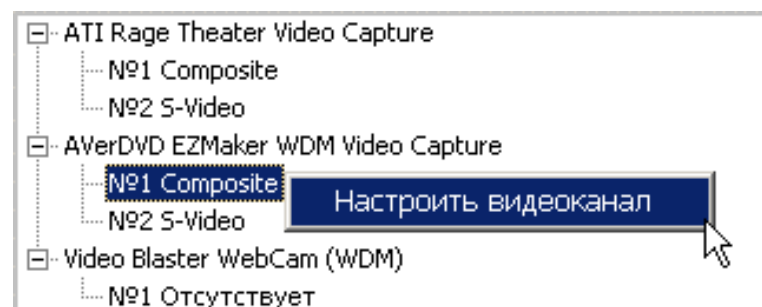 ATI Rage Theater Video Capture
№1 Composite
№2 S-Video
AVerDVD EZMaker WDM Video Capture
№1 Composite
Настроить видеоканал
№2 S-Video
Video Blaster WebCam (WDM)
№1 Отсутствует